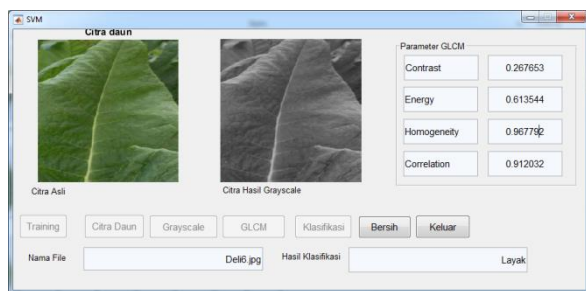 SVM
Citra daun
Parameter GLCM
Contrast 0.267653
Energy 0.613544
Homogeneity 0.967792
Correlation 0.912032
Citra Asli
Citra Hasil Grayscale
Training Citra Daun Grayscale GLCM Klasifikasi Bersih Keluar
Nama File Deli6.jpg Hasil Klasifikasi Layak